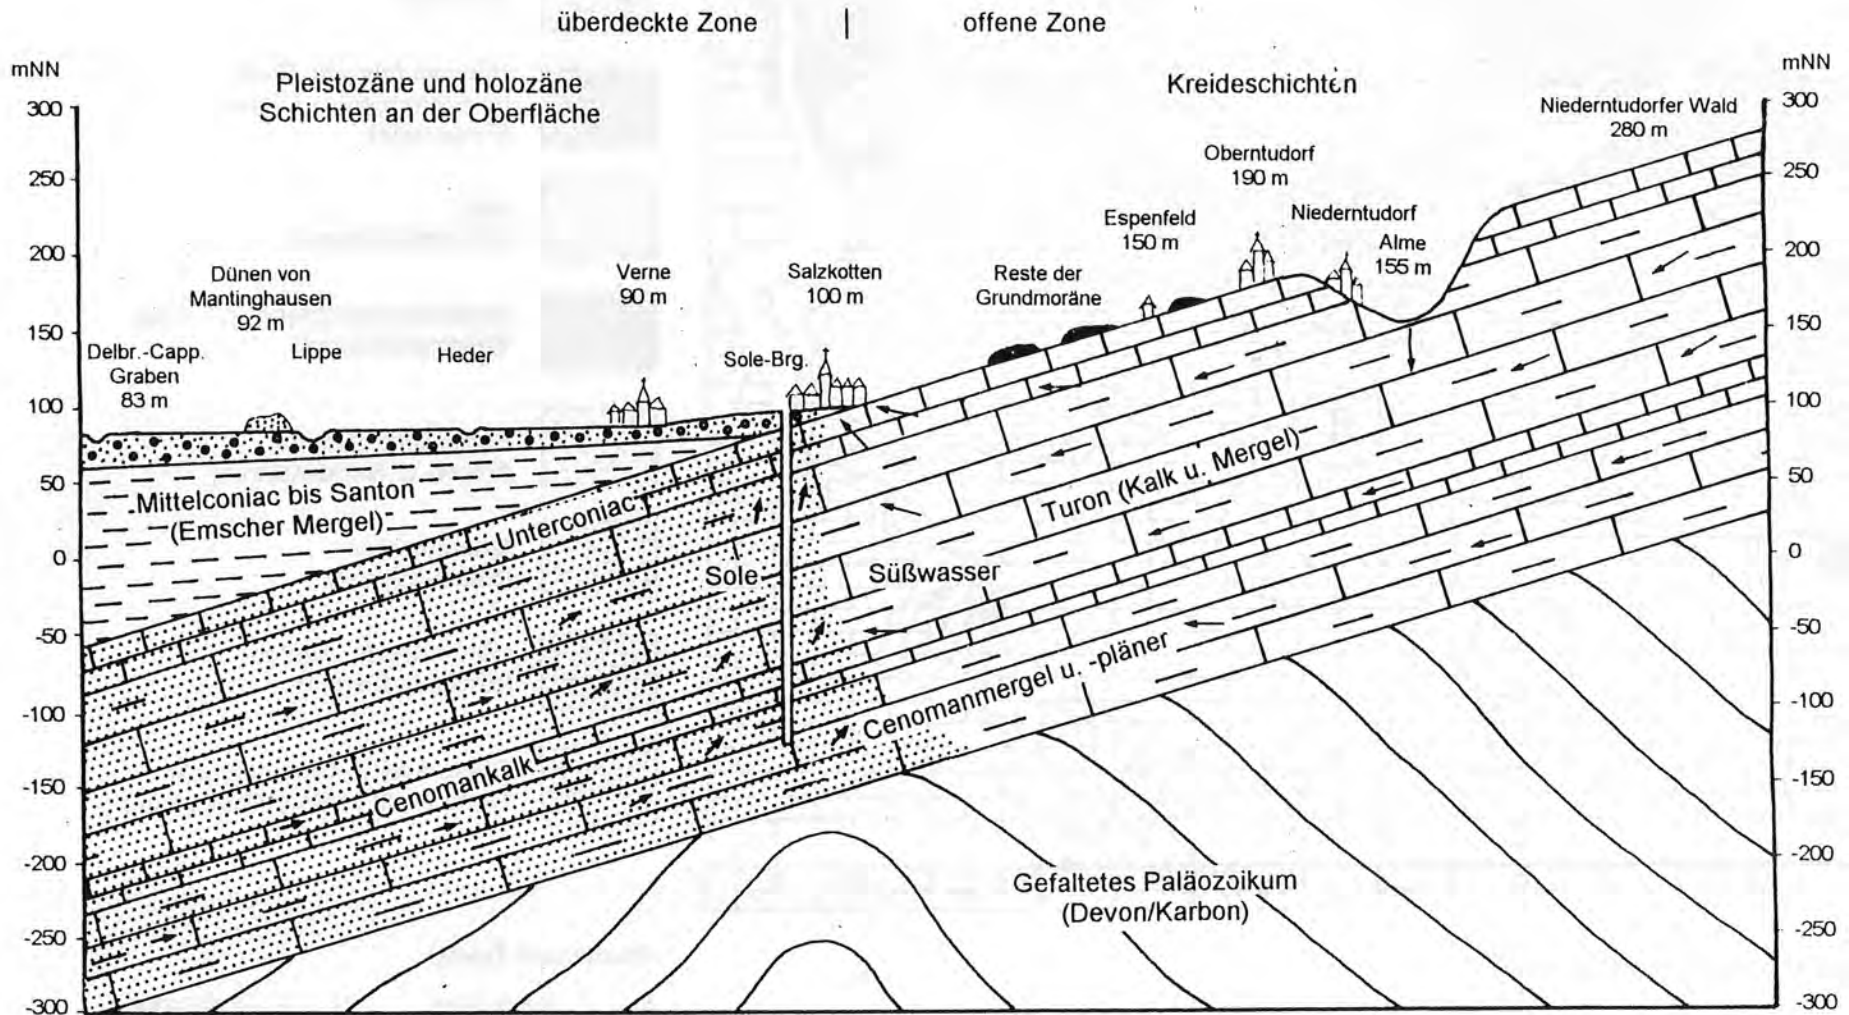 überdeckte Zone | offene Zone
mNN
mNN
Pleistozäne und holozäne
Schichten an der Oberfläche
Kreideschichten
Niederntudorfer Wald
280 m
Oberntudorf
190 m
Espenfeld
150 m
Niederntudorf
Alme
155 m
Dünen von
Mantinghausen
92 m
Verne
90 m
Salzkotten
100 m
Reste der
Grundmoräne
Delbr.-Capp.
Graben
83 m
Lippe
Heder
Sole-Brg.
300
250
200
150
100
50
0
-50
-100
-150
-200
-250
-300
Mittelconiac bis Santon
(Emscher Mergel)
Unterconiac
Turon (Kalk u. Mergel)
Sole
Süßwasser
Cenomanmergel u. -pläner
Cenomankalk
Gefaltetes Paläozoikum
(Devon/Karbon)
300
250
200
150
100
50
0
-50
-100
-150
-200
-250
-300